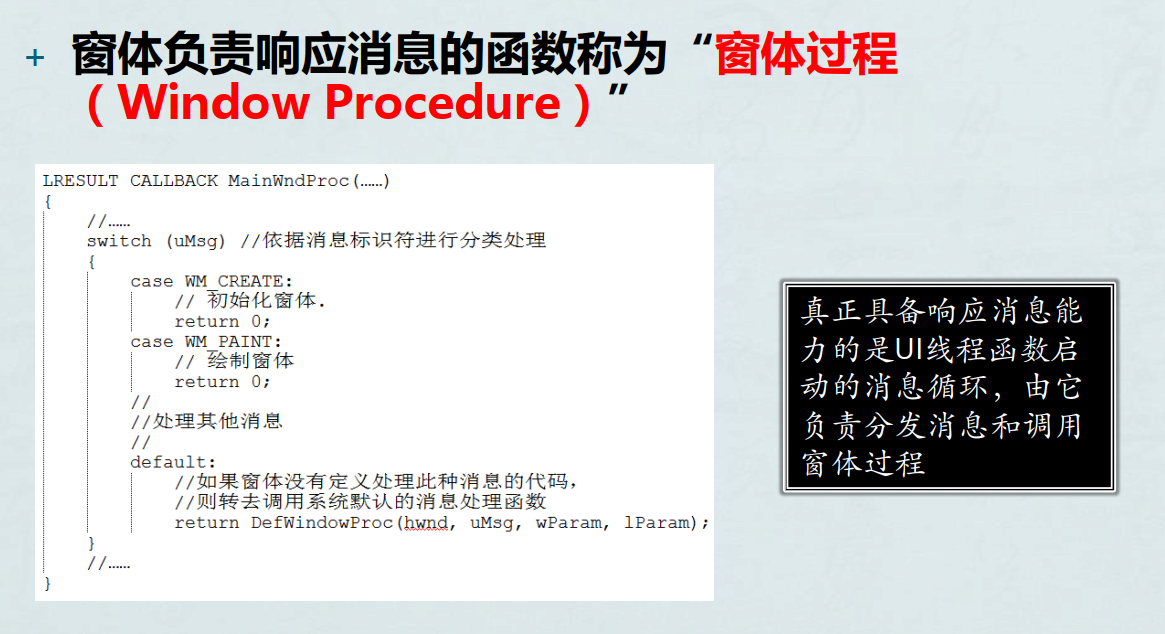 + 窗体负责响应消息的函数称为“窗体过程
（Window Procedure）”
LRESULT CALLBACK MainWndProc(……)
{
//……
switch (uMsg) //依据消息标识符进行分类处理
{
case WM_CREATE:
// 初始化窗体.
return 0;
case WM_PAINT:
// 绘制窗体
return 0;
//
//处理其他消息
//
default:
//如果窗体没有定义处理此种消息的代码，
//则转去调用系统默认的消息处理函数
return DefWindowProc(hwnd, uMsg, wParam, lParam);
}
//……
}
真正具备响应消息能
力的是UI线程函数启
动的消息循环，由它
负责分发消息和调用
窗体过程